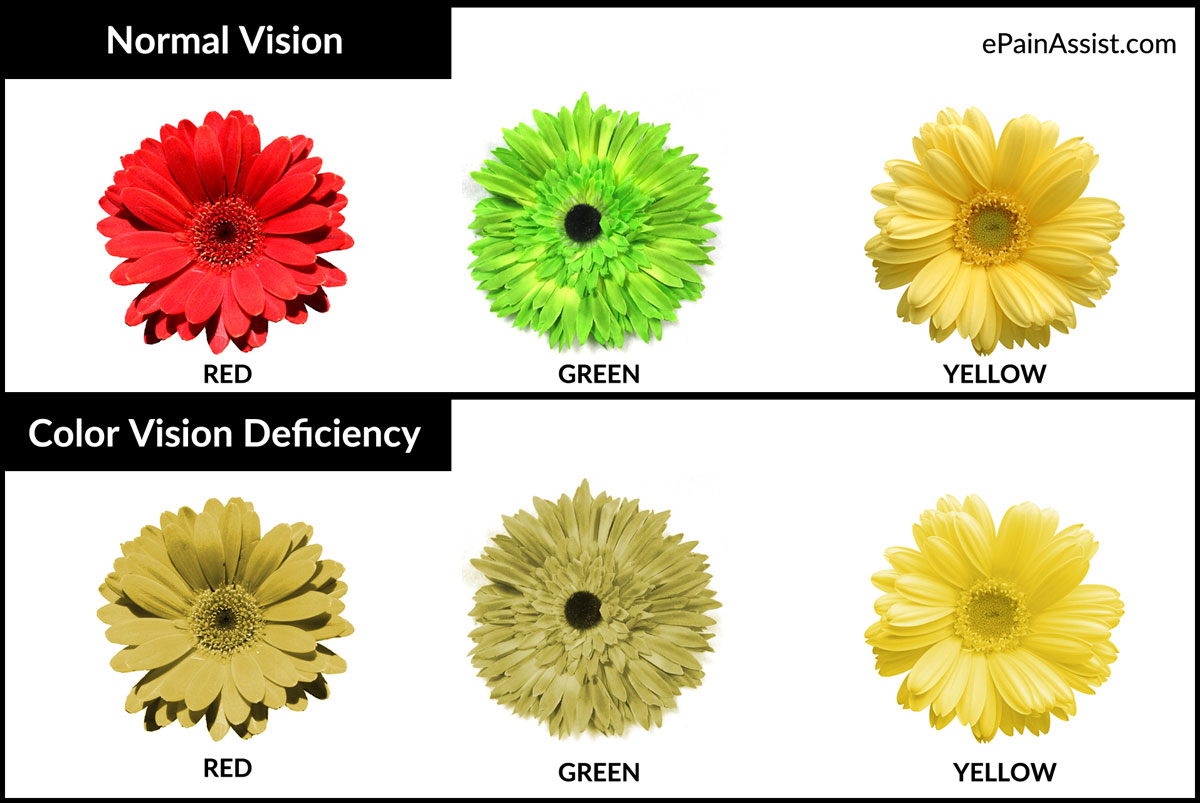 Normal Vision
ePainAssist.com
RED
GREEN
YELLOW
Color Vision Deficiency
RED
GREEN
YELLOW